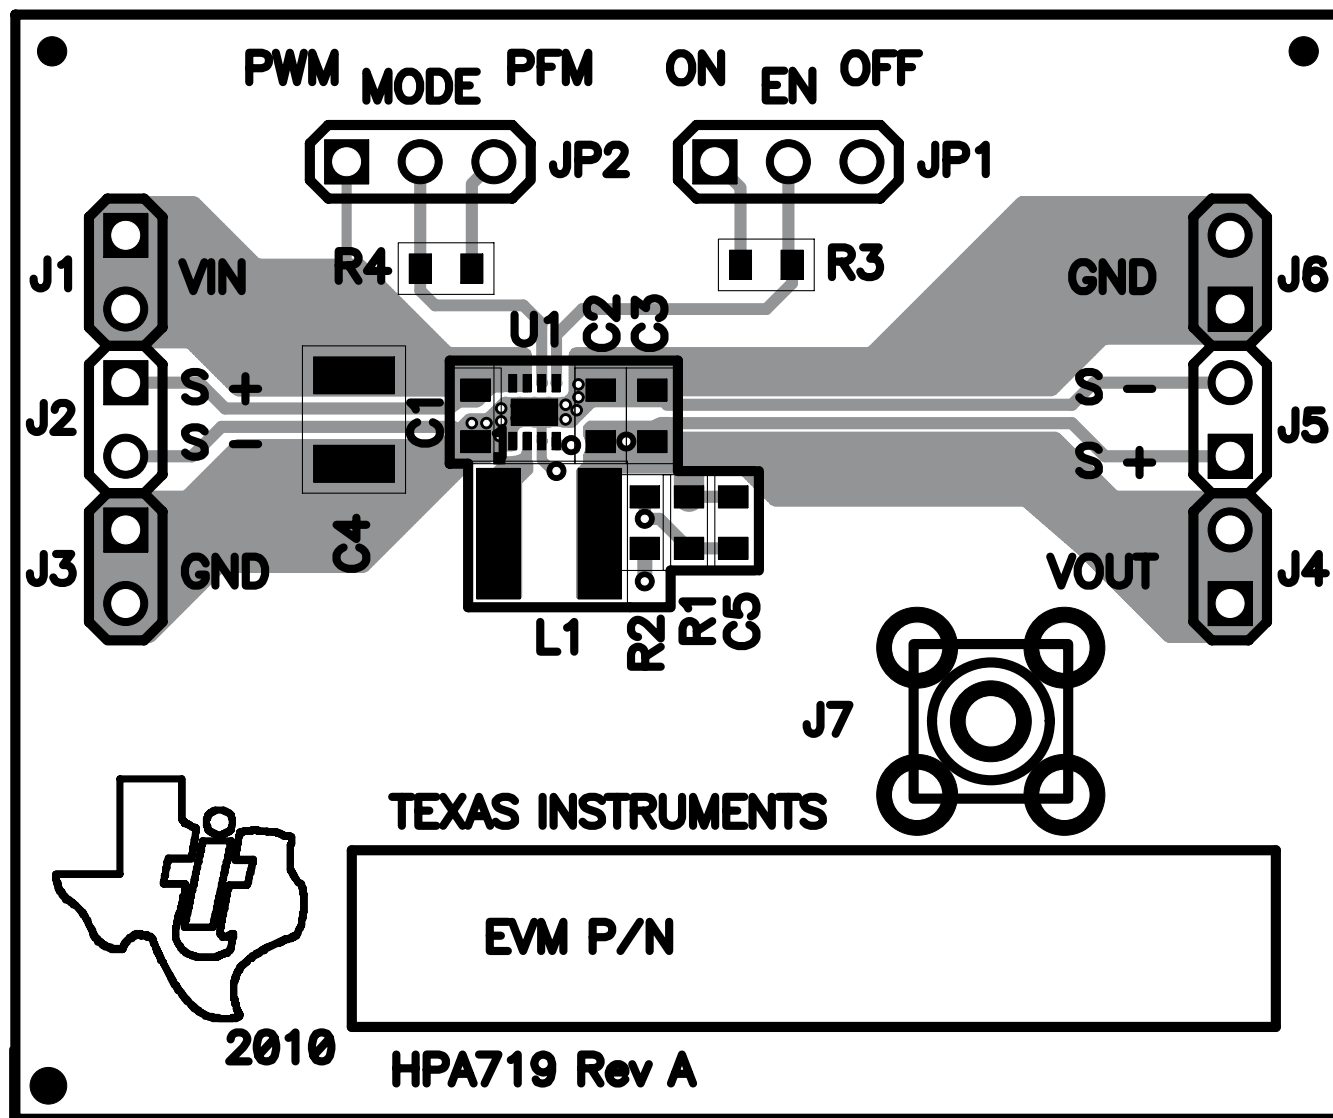 PWM MODE PFM ON EN OFF
JP2 JP1
J1 VIN R4 R3 GND J6
U1 C2 C3
J2 S + C1 S - J5
S - S +
J3 GND C4 VOUT J4
L1 R2 R1 C5
J7
TEXAS INSTRUMENTS
EVM P/N
2010
HPA719 Rev A